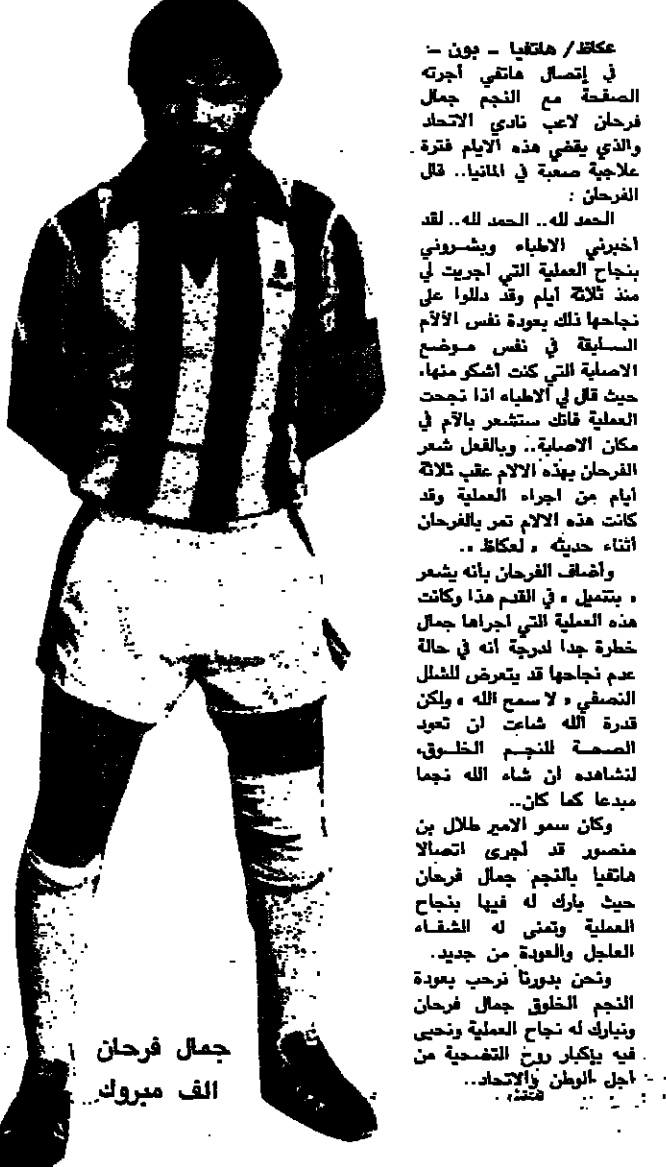 عكاظ / هاتفيا ــ بون ــ:
في إتصال هاتفي أجرته
الصفحة مع النجم جمال
فرحان لاعب نادي الاتحاد
والذي يقضي هذه الايام فترة
علاجية صعبة في المانيا.. قال
الفرحان :
الحمد لله.. الحمد لله.. لقد
أخبرني الاطباء وبشروني
بنجاح العملية التي اجريت لي
منذ ثلاثة ايام وقد دللوا على
نجاحها ذلك بعودة نفس الألآم
السابقة في نفس موضع
الاصابة التي كنت أشكو منها،
حيث قال لي الاطباء اذا نجحت
العملية فانك ستشعر بالآم في
مكان الاصابة.. وبالفعل شعر
الفرحان بهذه الالام عقب ثلاثة
أيام من اجراء العملية وقد
كانت هذه الالام تمر بالفرحان
أثناء حديثه « لعكاظ ».
وأضاف الفرحان بأنه يشعر
« بتنميل » في القدم هذا وكانت
هذه العملية التي اجراها جمال
خطرة جدا لدرجة أنه في حالة
عدم نجاحها قد يتعرض للشلل
النصفي « لا سمح الله » ولكن
قدرة الله شاءت ان تعود
الصحة للنجم الخلوق،
لنشاهده ان شاء الله نجما
مبدعا كما كان..
وكان سمو الامير طلال بن
منصور قد أجرى اتصالا
هاتفيا بالنجم جمال فرحان
حيث بارك له فيها بنجاح
العملية وتمنى له الشفاء
العاجل والعودة من جديد.
ونحن بدورنا نرحب بعودة
النجم الخلوق جمال فرحان
ونبارك له نجاح العملية ونحيى
فيه بإكبار روح التضحية من
اجل الوطن والاتحاد..
جمال فرحان
الف مبروك